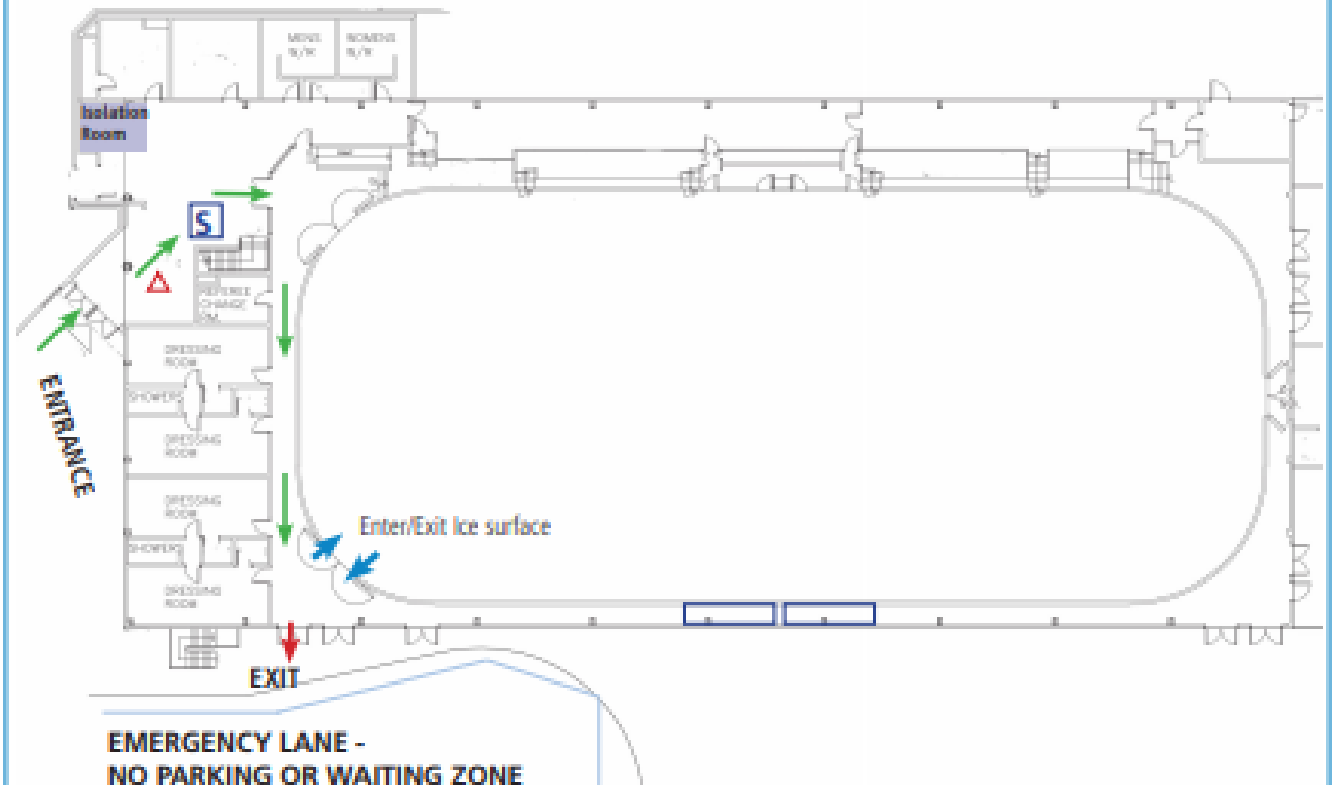 MENS
W/R
WOMENS
W/R
Isolation
Room
S
REFEREE
CHANGE
RM.
DRESSING
ROOM
SHOWERS
DRESSING
ROOM
ENTRANCE
DRESSING
ROOM
Enter/Exit Ice surface
SHOWERS
DRESSING
ROOM
EXIT
EMERGENCY LANE -
NO PARKING OR WAITING ZONE